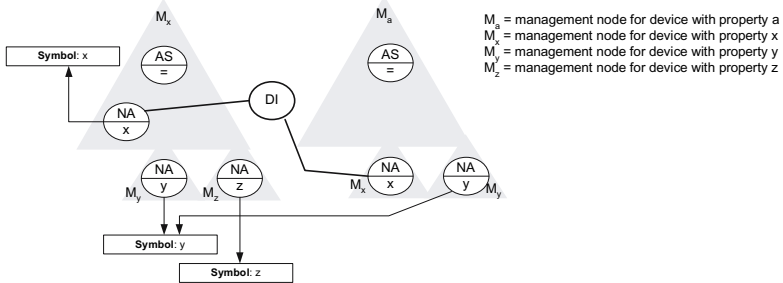 Mx
Ma
Ma = management node for device with property a
Mx = management node for device with property x
My = management node for device with property y
Mz = management node for device with property z
Symbol: x
AS
=
AS
=
DI
NA
x
NA
y
NA
z
NA
x
NA
y
My
Mz
Mx
My
Symbol: y
Symbol: z